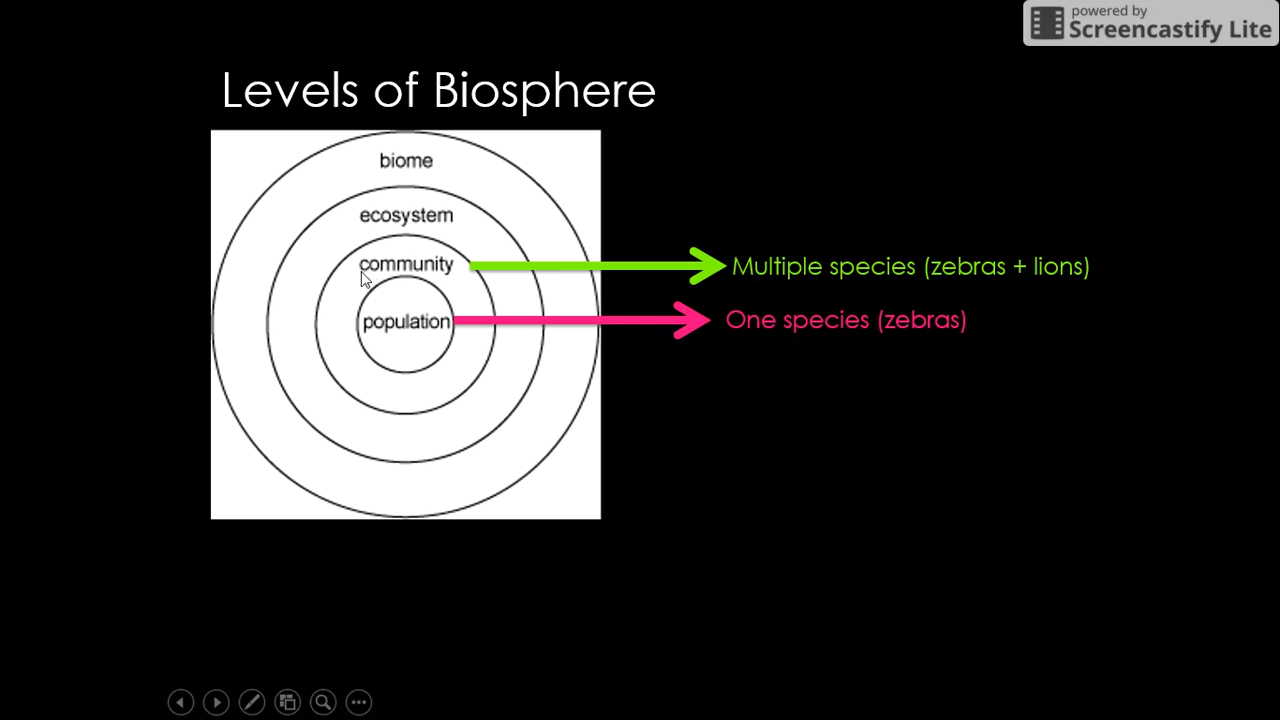 powered by
Screencastify Lite
Levels of Biosphere
biome
ecosystem
community
Multiple species (zebras + lions)
population
One species (zebras)